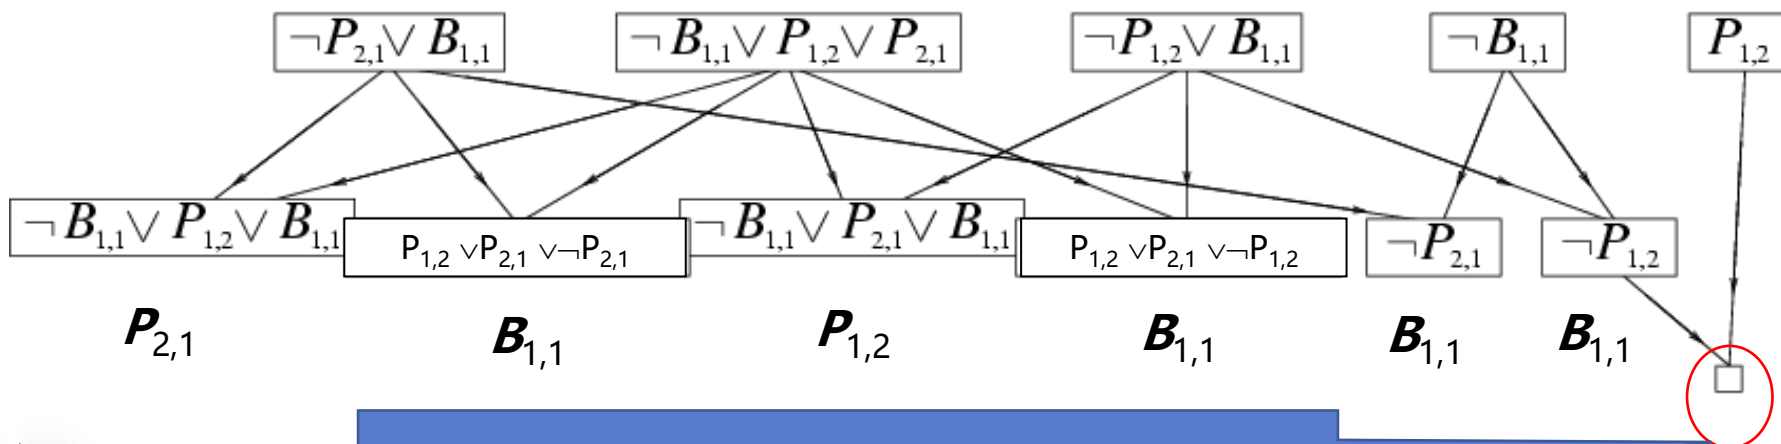 ¬P2,1∨ B1,1
¬ B1,1∨ P1,2∨ P2,1
¬P1,2∨ B1,1
¬B1,1
P1,2
¬ B1,1∨ P1,2∨ B1,1
P1,2 ∨P2,1 ∨¬P2,1
¬ B1,1∨ P2,1∨ B1,1
P1,2 ∨P2,1 ∨¬P1,2
¬P2,1
¬P1,2
P2,1
B1,1
P1,2
B1,1
B1,1
B1,1